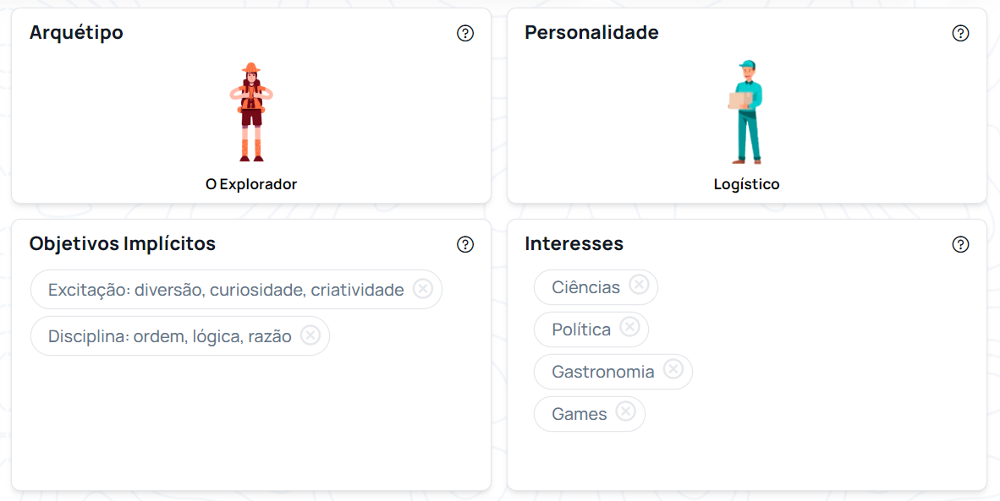 Arquétipo
Personalidade
O Explorador
Logístico
Objetivos Implícitos
Interesses
Excitação: diversão, curiosidade, criatividade
Disciplina: ordem, lógica, razão
Ciências
Política
Gastronomia
Games